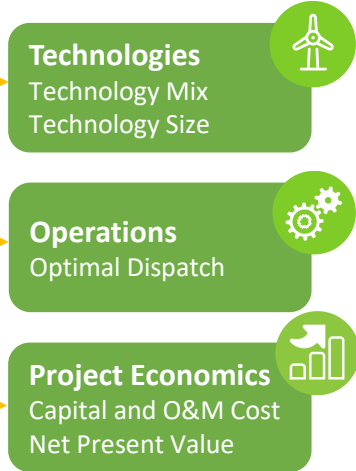 Technologies
Technology Mix
Technology Size
Operations
Optimal Dispatch
Project Economics
Capital and O&M Cost
Net Present Value